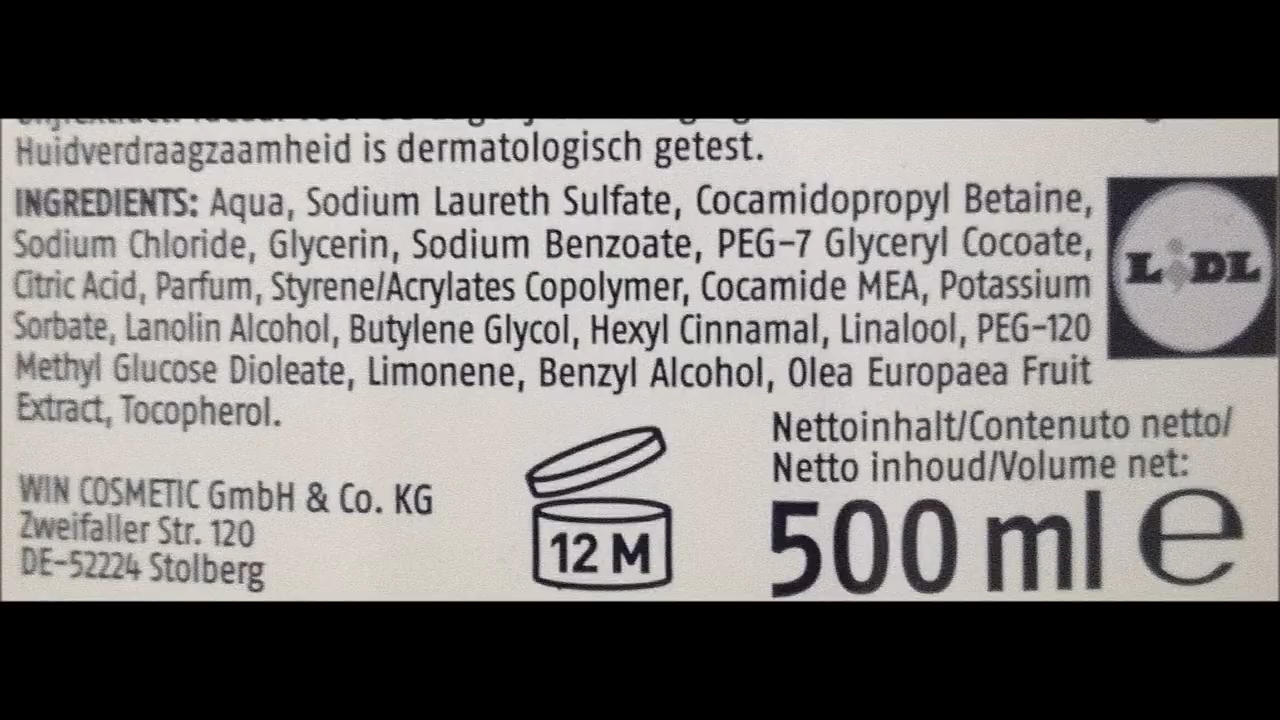 Huidverdraagzaamheid is dermatologisch getest.
INGREDIENTS: Aqua, Sodium Laureth Sulfate, Cocamidopropyl Betaine,
Sodium Chloride, Glycerin, Sodium Benzoate, PEG-7 Glyceryl Cocoate,
Citric Acid, Parfum, Styrene/Acrylates Copolymer, Cocamide MEA, Potassium
Sorbate, Lanolin Alcohol, Butylene Glycol, Hexyl Cinnamal, Linalool, PEG-120
Methyl Glucose Dioleate, Limonene, Benzyl Alcohol, Olea Europaea Fruit
Extract, Tocopherol.
LiDL
WIN COSMETIC GmbH & Co. KG
Zweifaller Str. 120
DE-52224 Stolberg
12 M
Nettoinhalt/Contenuto netto/
Netto inhoud/Volume net:
500 ml e